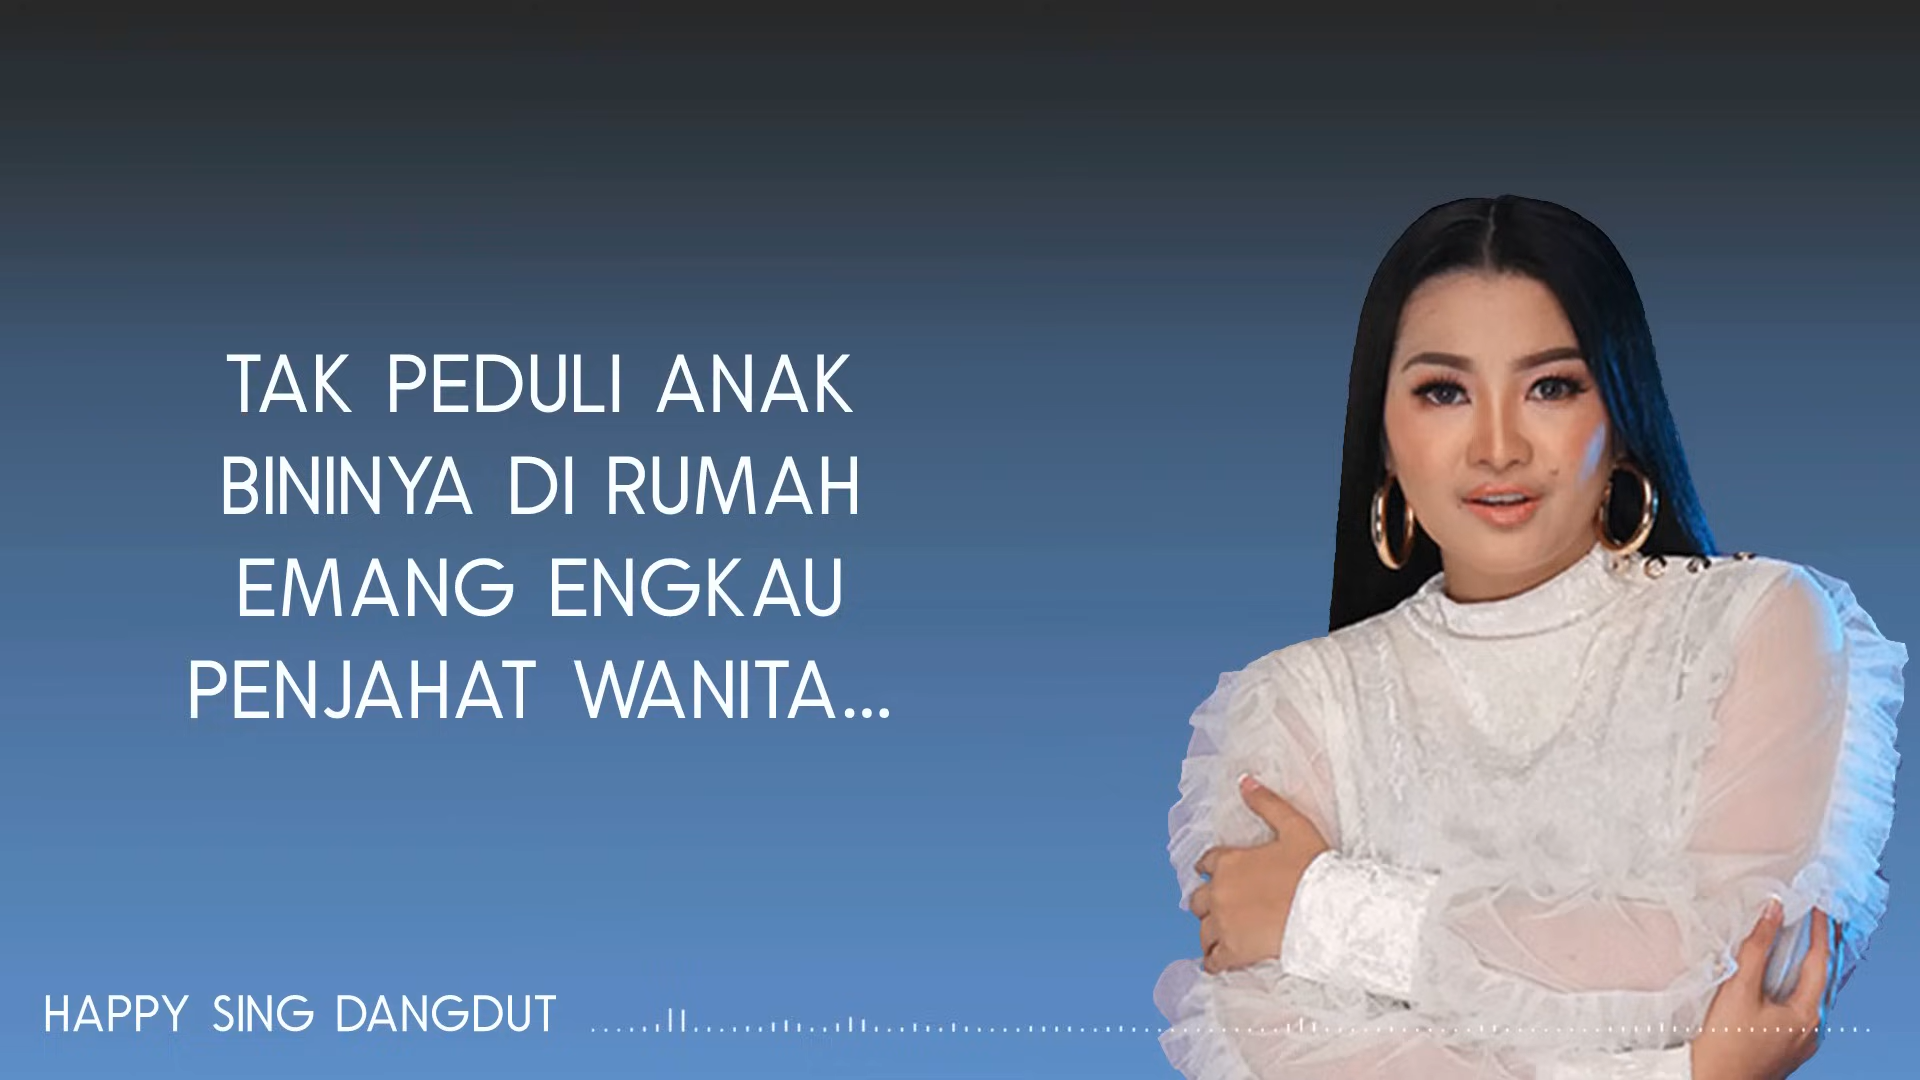 TAK PEDULI ANAK
BININYA DI RUMAH
EMANG ENGKAU
PENJAHAT WANITA...
HAPPY SING DANGDUT